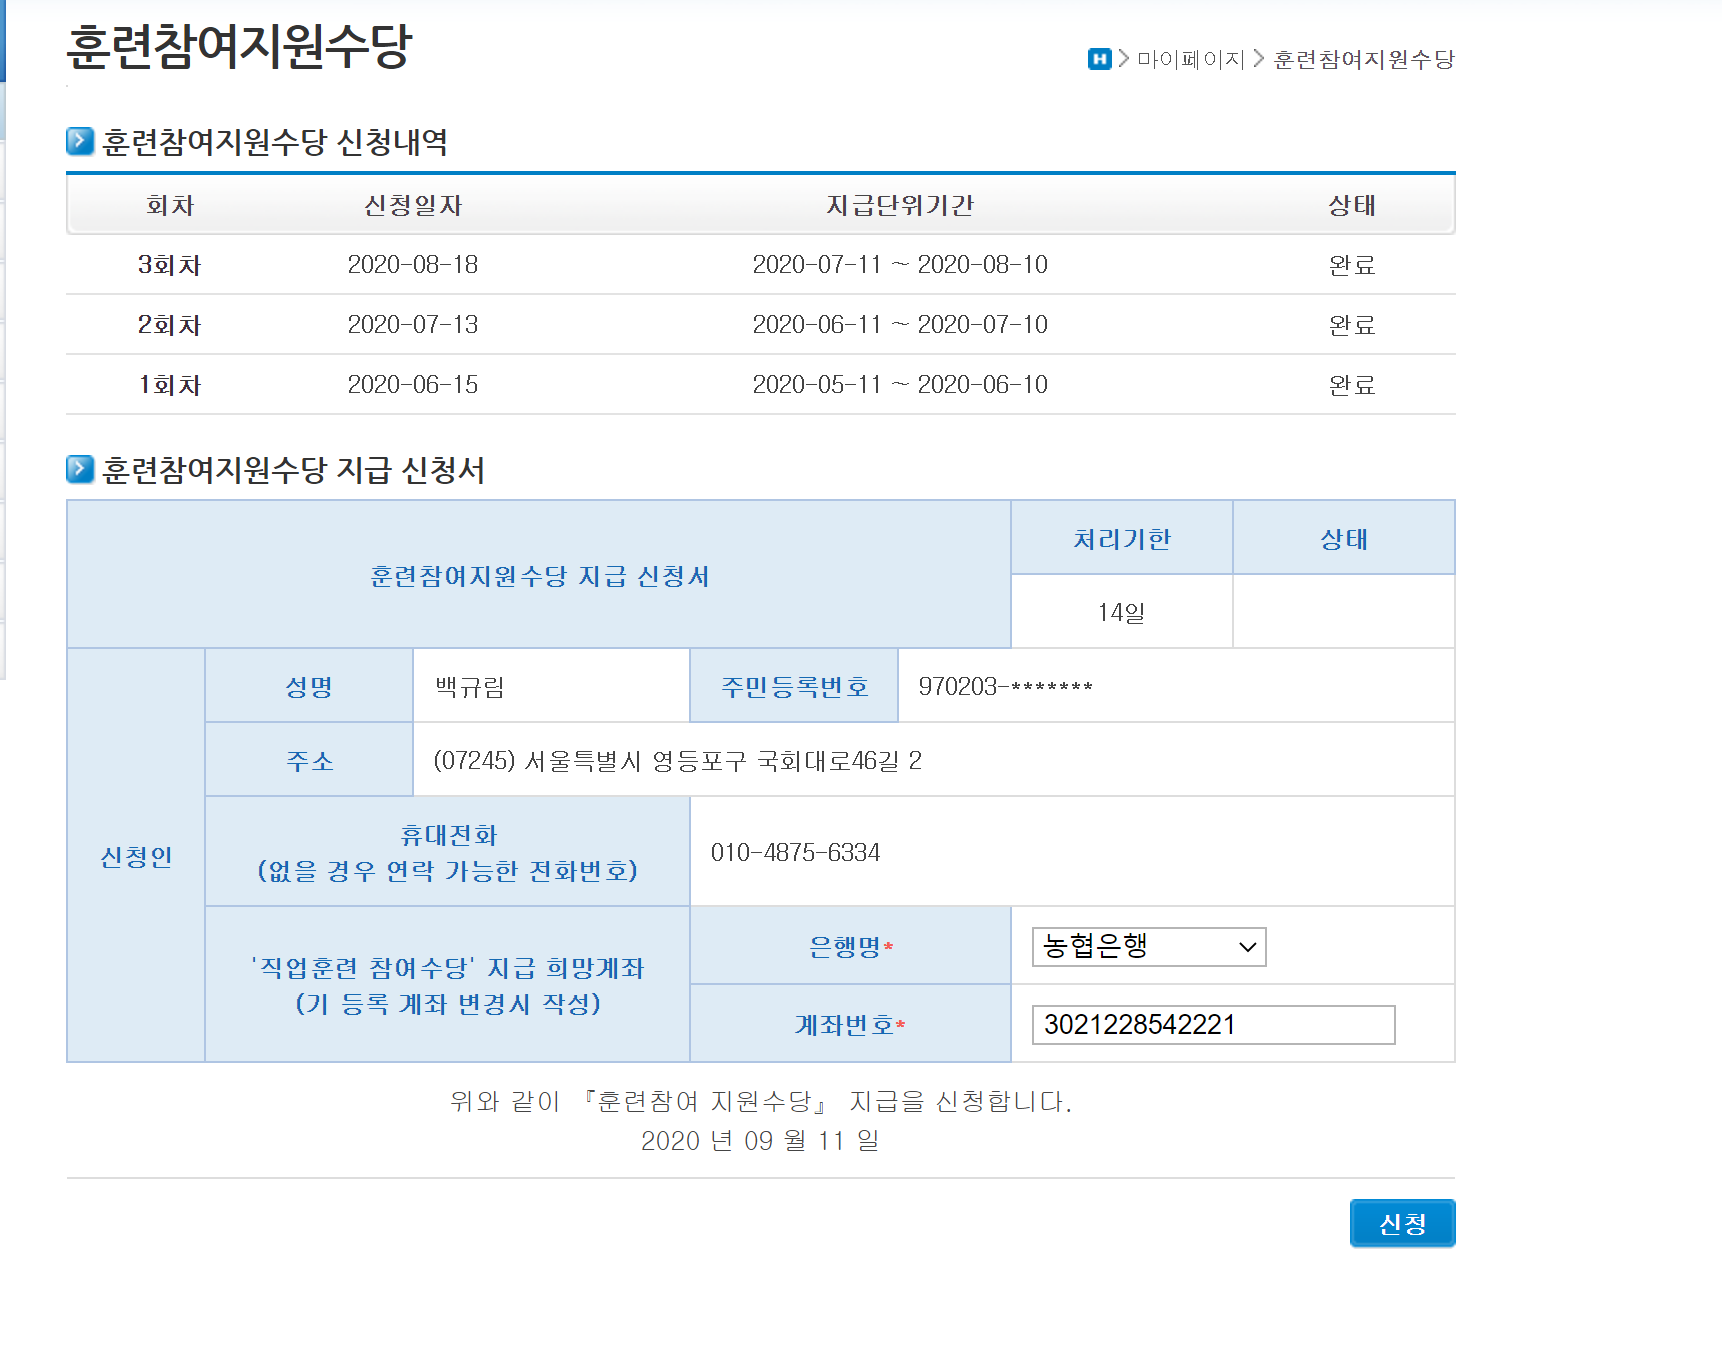 훈련참여지원수당
H > 마이페이지 > 훈련참여지원수당
훈련참여지원수당 신청내역
회차 신청일자 지급단위기간 상태
3회차 2020-08-18 2020-07-11 ~ 2020-08-10 완료
2회차 2020-07-13 2020-06-11 ~ 2020-07-10 완료
1회차 2020-06-15 2020-05-11 ~ 2020-06-10 완료
훈련참여지원수당 지급 신청서
훈련참여지원수당 지급 신청서 처리기한 상태
14일
신청인
성명 백규림 주민등록번호 970203-*******
주소 (07245) 서울특별시 영등포구 국회대로46길 2
휴대전화
(없을 경우 연락 가능한 전화번호)
010-4875-6334
'직업훈련 참여수당' 지급 희망계좌
(기 등록 계좌 변경시 작성)
은행명* 농협은행
계좌번호* 3021228542221
위와 같이 『훈련참여 지원수당』 지급을 신청합니다.
2020 년 09 월 11 일
신청